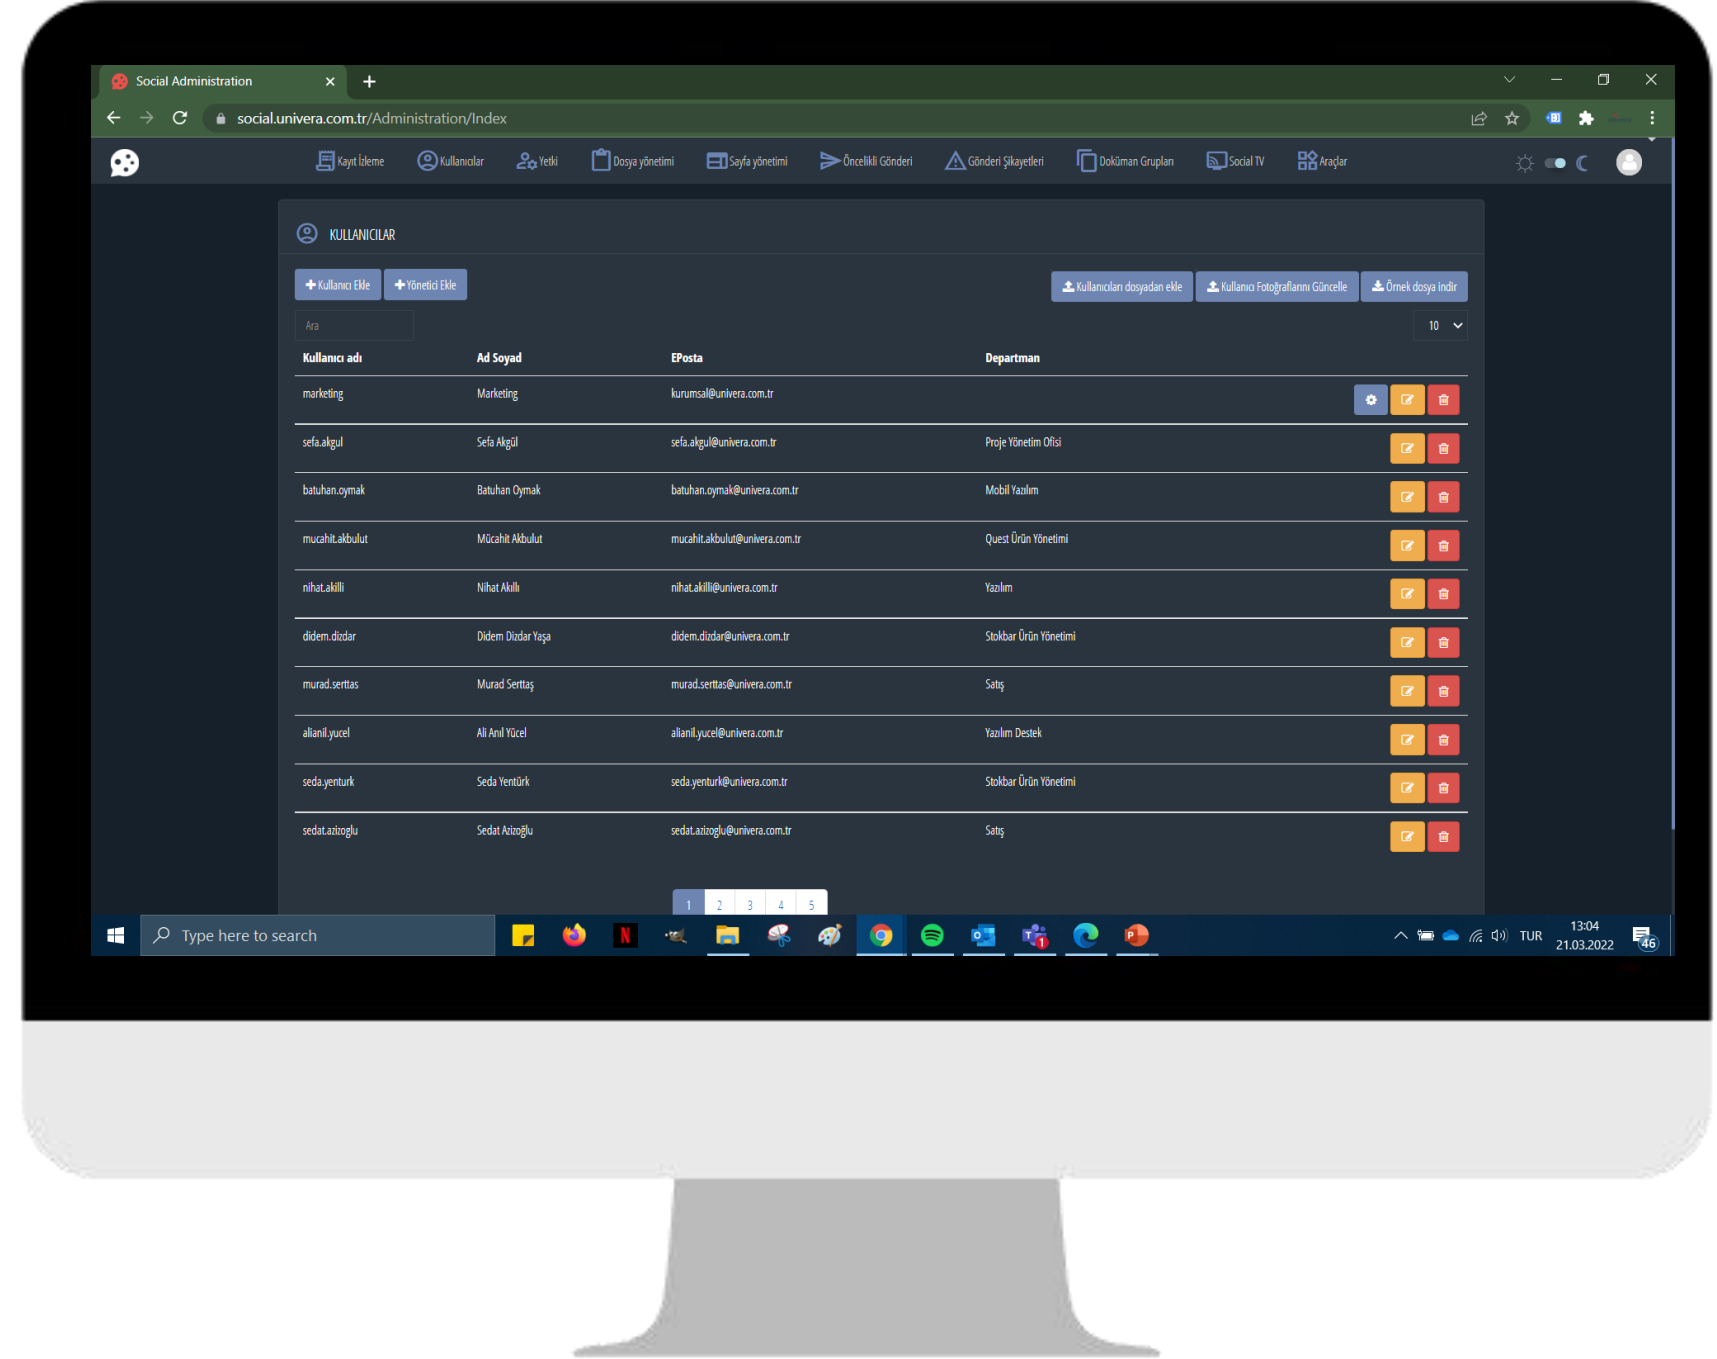 Social Administration
social.univera.com.tr/Administration/Index
Kayıt İzleme Kullanıcılar Yetki Dosya yönetimi Sayfa yönetimi Öncelikli Gönderi Gönderi Şikayetleri Doküman Grupları Social TV Araçlar
KULLANICILAR
Kullanıcı Ekle Yönetici Ekle Kullanıcıları dosyadan ekle Kullanıcı Fotoğraflarını Güncelle Örnek dosya indir
Ara 10
Kullanıcı adı Ad Soyad EPosta Departman
marketing Marketing kurumsal@univera.com.tr
sefa.akgul Sefa Akgül sefa.akgul@univera.com.tr Proje Yönetim Ofisi
batuhan.oymak Batuhan Oymak batuhan.oymak@univera.com.tr Mobil Yazılım
mucahit.akbulut Mücahit Akbulut mucahit.akbulut@univera.com.tr Quest Ürün Yönetimi
nihat.akilli Nihat Akıllı nihat.akilli@univera.com.tr Yazılım
didem.dizdar Didem Dizdar Yaşa didem.dizdar@univera.com.tr Stokbar Ürün Yönetimi
murad.serttas Murad Serttaş murad.serttas@univera.com.tr Satış
alianil.yucel Ali Anıl Yücel alianil.yucel@univera.com.tr Yazılım Destek
seda.yenturk Seda Yentürk seda.yenturk@univera.com.tr Stokbar Ürün Yönetimi
sedat.azizoglu Sedat Azizoğlu sedat.azizoglu@univera.com.tr Satış
1 2 3 4 5
Type here to search
TUR
13:04
21.03.2022
46